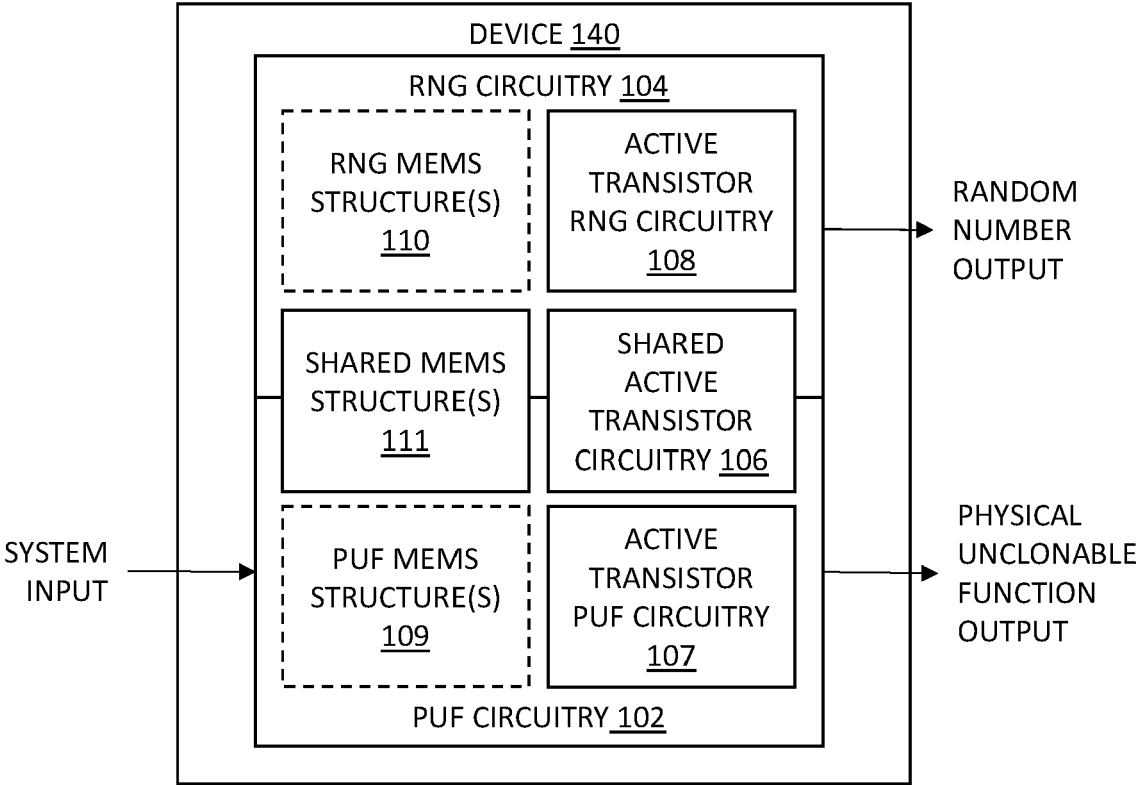 DEVICE 140
RNG CIRCUITRY 104
RNG MEMS
STRUCTURE(S)
110
ACTIVE
TRANSISTOR
RNG CIRCUITRY
108
RANDOM
NUMBER
OUTPUT
SHARED MEMS
STRUCTURE(S)
111
SHARED
ACTIVE
TRANSISTOR
CIRCUITRY 106
SYSTEM
INPUT
PUF MEMS
STRUCTURE(S)
109
ACTIVE
TRANSISTOR
PUF CIRCUITRY
107
PHYSICAL
UNCLONABLE
FUNCTION
OUTPUT
PUF CIRCUITRY 102